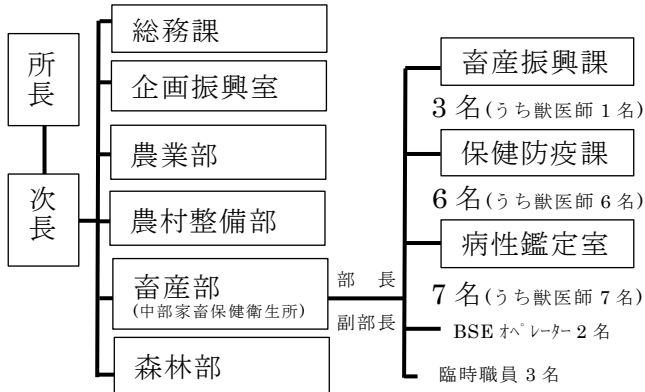 所長
次長
総務課
企画振興室
農業部
農村整備部
畜産部
(中部家畜保健衛生所)
森林部
部 長
副部長
畜産振興課
3 名(うち獣医師 1 名)
保健防疫課
6 名(うち獣医師 6 名)
病性鑑定室
7 名(うち獣医師 7 名)
BSE ｵﾍﾟﾚｰﾀｰ 2 名
臨時職員 3 名